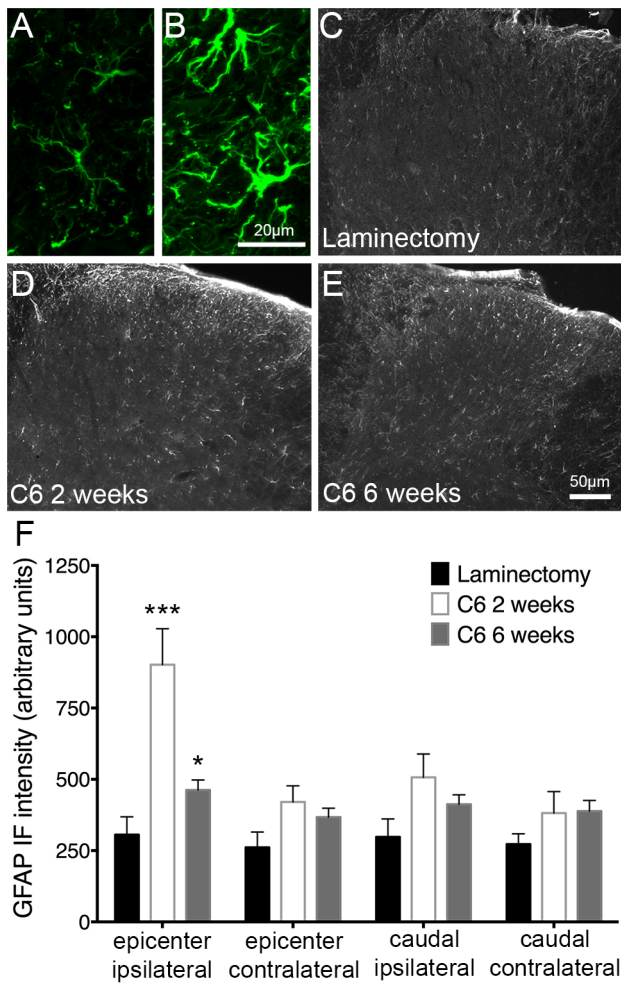 A
B
20µm
C
Laminectomy
D
C6 2 weeks
E
C6 6 weeks
50µm
F
GFAP IF intensity (arbitrary units)
1250
1000
750
500
250
0
***
*
Laminectomy
C6 2 weeks
C6 6 weeks
epicenter ipsilateral
epicenter contralateral
caudal ipsilateral
caudal contralateral